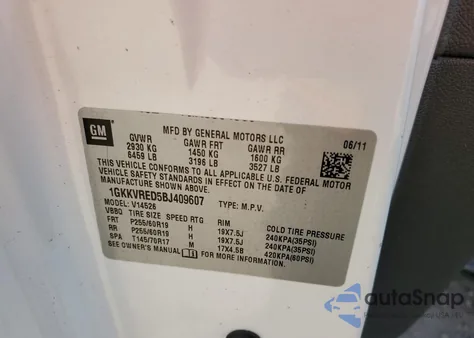 GM
MFD BY GENERAL MOTORS LLC
06/11
GVWR GAWR FRT GAWR RR
2930 KG 1450 KG 1600 KG
6459 LB 3196 LB 3527 LB
THIS VEHICLE CONFORMS TO ALL APPLICABLE U.S. FEDERAL MOTOR
VEHICLE SAFETY STANDARDS IN EFFECT ON THE DATE OF
MANUFACTURE SHOWN ABOVE.
1GKKVRED5BJ409607 TYPE: M.P.V.
MODEL: V14526
VBBQ TIRE SIZE SPEED RTG RIM COLD TIRE PRESSURE
FRT P255/60R19 H 19X7.5J 240KPA(35PSI)
RR P255/60R19 H 19X7.5J 240KPA(35PSI)
SPA T145/70R17 M 17X4.5B 420KPA(60PSI)
SEE OWNER'S MANUAL FOR MORE INFORMATION.
autoSnap